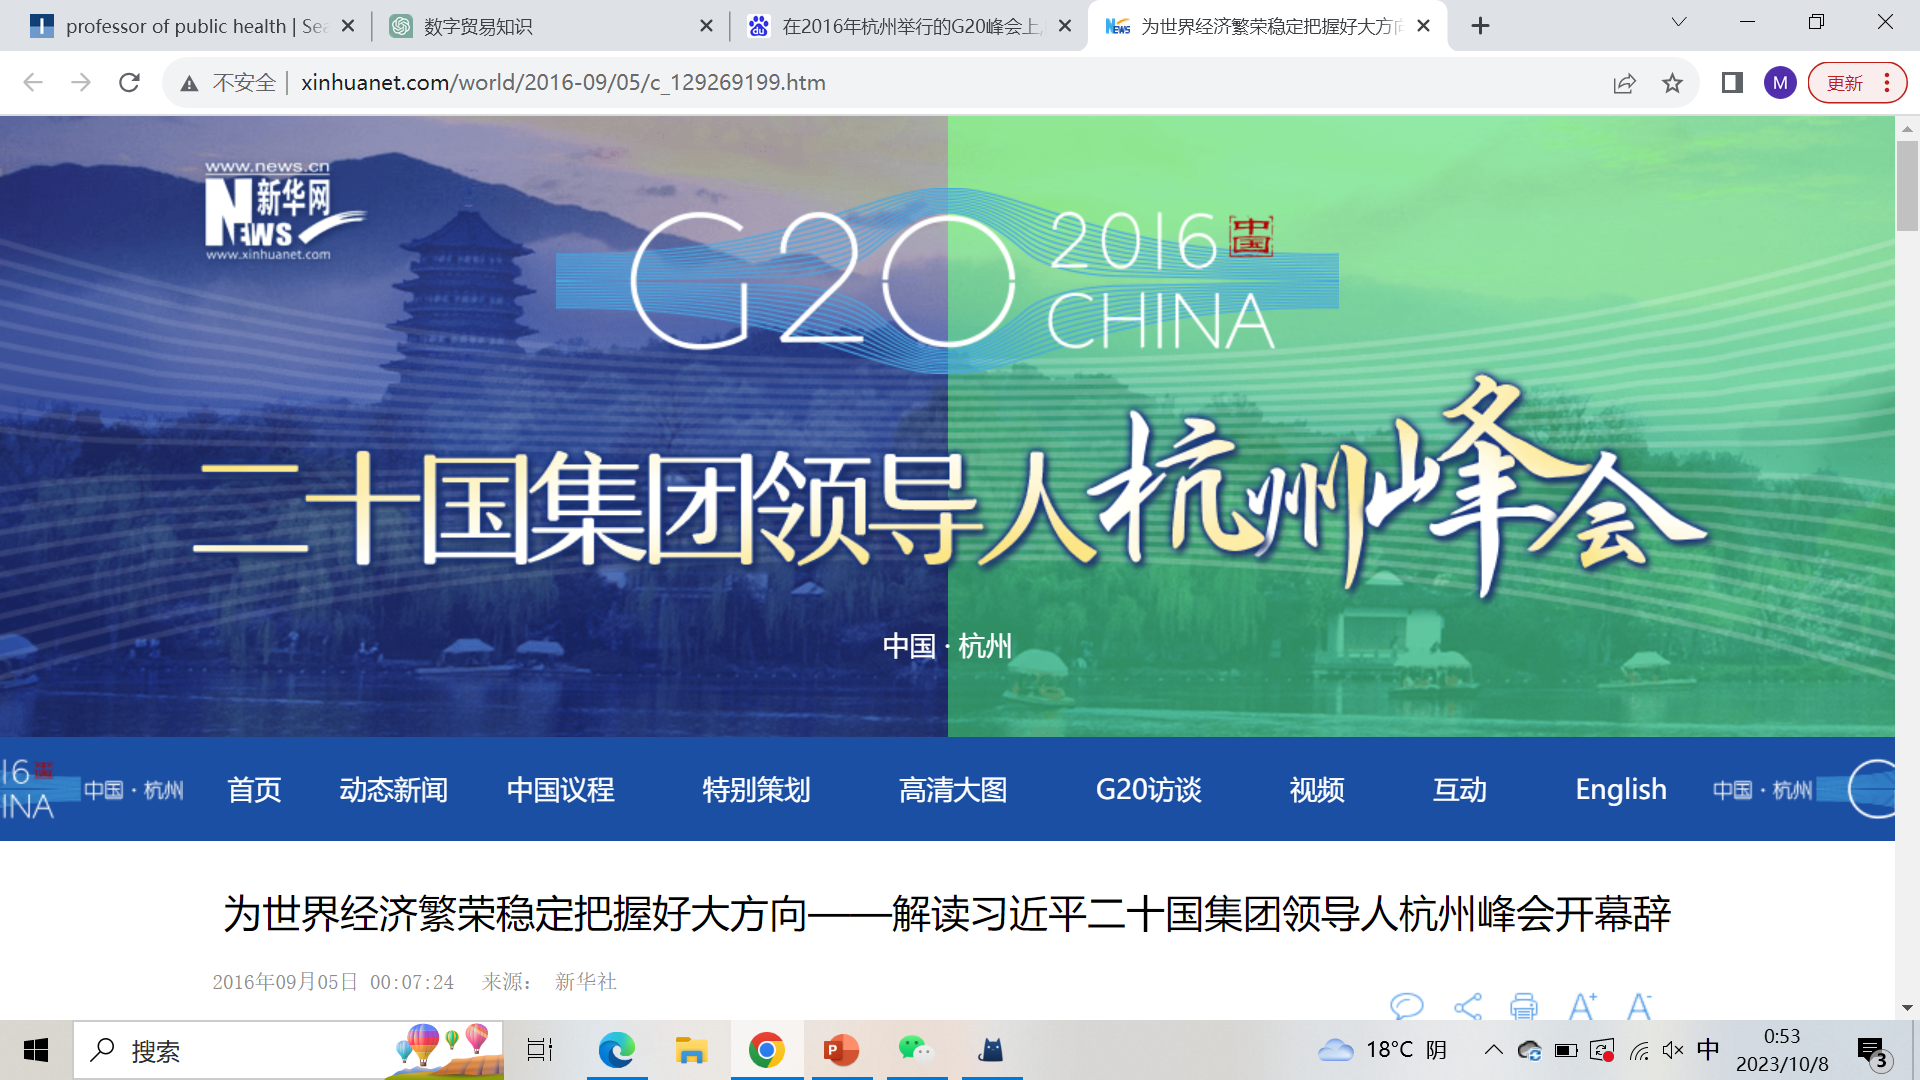 professor of public health | Sea
数字贸易知识
在2016年杭州举行的G20峰会上,
为世界经济繁荣稳定把握好大方向
不安全
xinhuanet.com/world/2016-09/05/c_129269199.htm
M
更新
www.news.cn
新华网
NEWS
www.xinhuanet.com
G20
2016 中国
CHINA
二十国集团领导人杭州峰会
中国 · 杭州
16 中国
INA
中国 · 杭州
首页 动态新闻 中国议程 特别策划 高清大图 G20访谈 视频 互动 English
中国 · 杭州
为世界经济繁荣稳定把握好大方向——解读习近平二十国集团领导人杭州峰会开幕辞
2016年09月05日 00:07:24 来源: 新华社
A+ A-
搜索
18°C 阴
中
0:53
2023/10/8
3